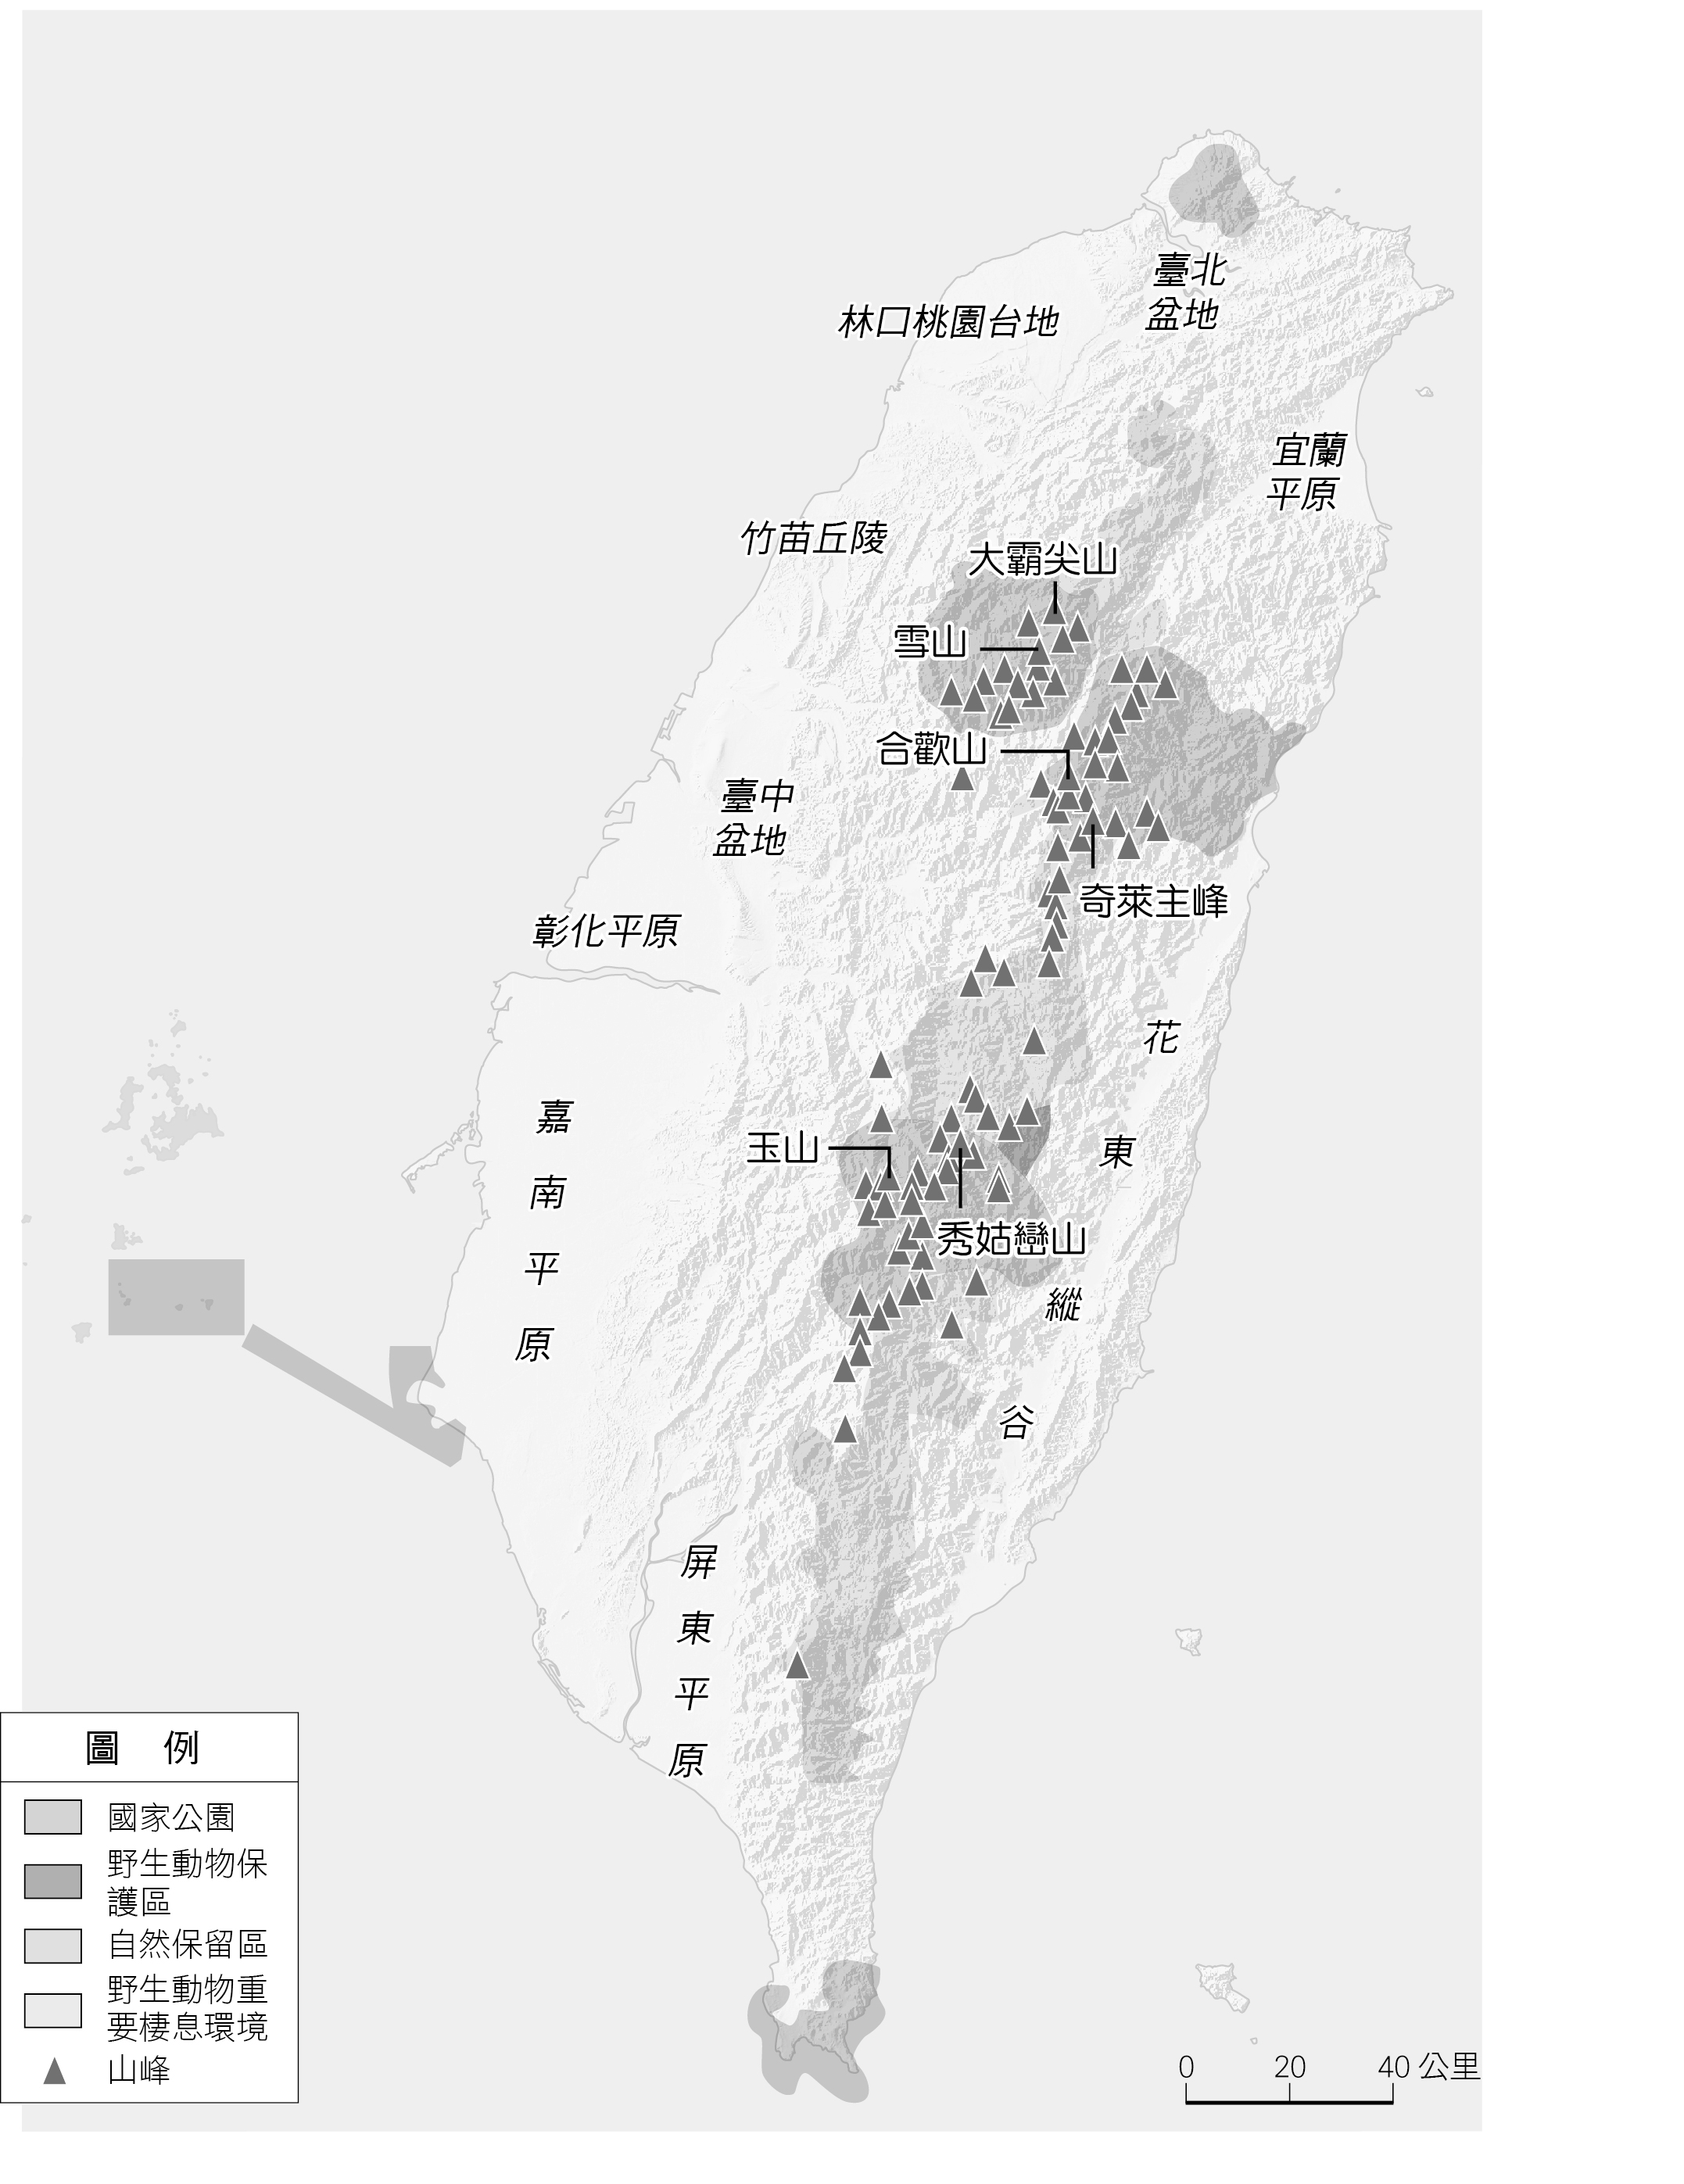 臺北
盆地
林口桃園台地
宜蘭
平原
竹苗丘陵
大霸尖山
雪山
合歡山
臺中
盆地
奇萊主峰
彰化平原
花
東
縱
谷
嘉
南
平
原
玉山
秀姑巒山
屏
東
平
原
圖 例
國家公園
野生動物保
護區
自然保留區
野生動物重
要棲息環境
山峰
0 20 40 公里